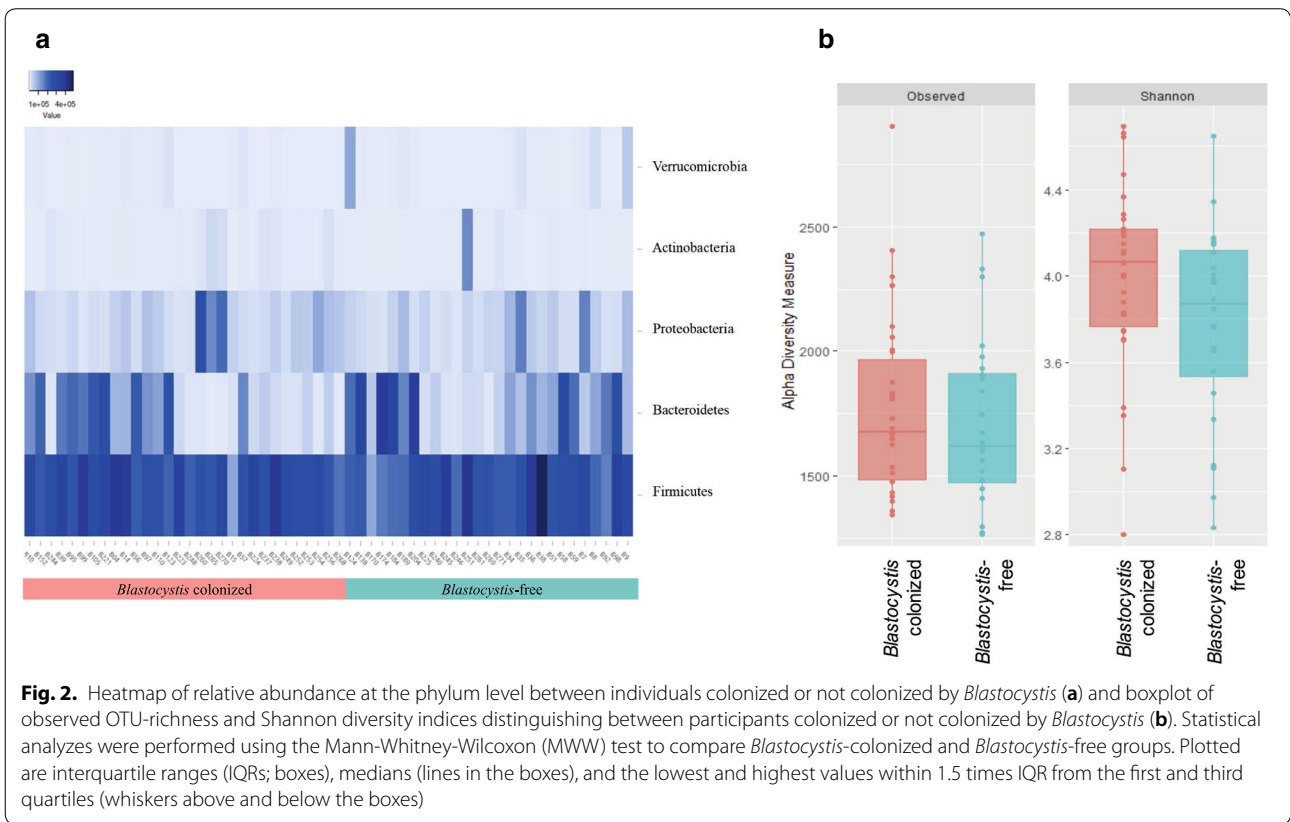 a
1e+05 4e+05
Value
Verrucomicrobia
Actinobacteria
Proteobacteria
Bacteroidetes
Firmicutes
Blastocystis colonized
Blastocystis-free
b
Observed
Shannon
Alpha Diversity Measure
2500
2000
1500
4.4
4.0
3.6
3.2
2.8
Blastocystis
colonized
Blastocystis-
free
Blastocystis
colonized
Blastocystis-
free
Fig. 2. Heatmap of relative abundance at the phylum level between individuals colonized or not colonized by Blastocystis (a) and boxplot of
observed OTU-richness and Shannon diversity indices distinguishing between participants colonized or not colonized by Blastocystis (b). Statistical
analyzes were performed using the Mann-Whitney-Wilcoxon (MWW) test to compare Blastocystis-colonized and Blastocystis-free groups. Plotted
are interquartile ranges (IQRs; boxes), medians (lines in the boxes), and the lowest and highest values within 1.5 times IQR from the first and third
quartiles (whiskers above and below the boxes)